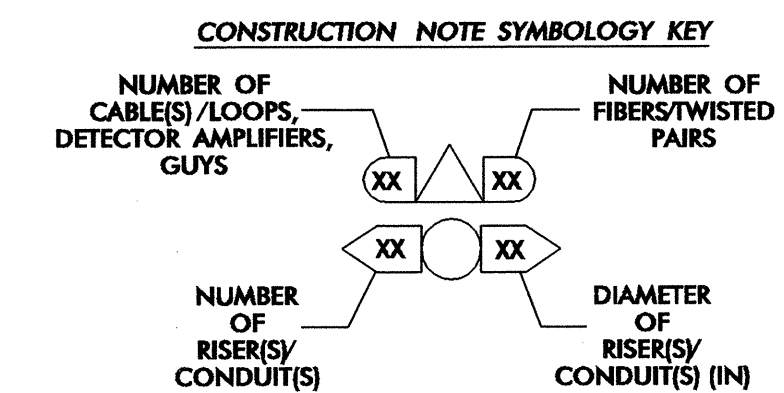 CONSTRUCTION NOTE SYMBOLOGY KEY
NUMBER OF
CABLE(S)/LOOPS,
DETECTOR AMPLIFIERS,
GUYS
NUMBER OF
FIBERS/TWISTED
PAIRS
XX
XX
XX
XX
NUMBER
OF
RISER(S)/
CONDUIT(S)
DIAMETER
OF
RISER(S)/
CONDUIT(S) (IN)